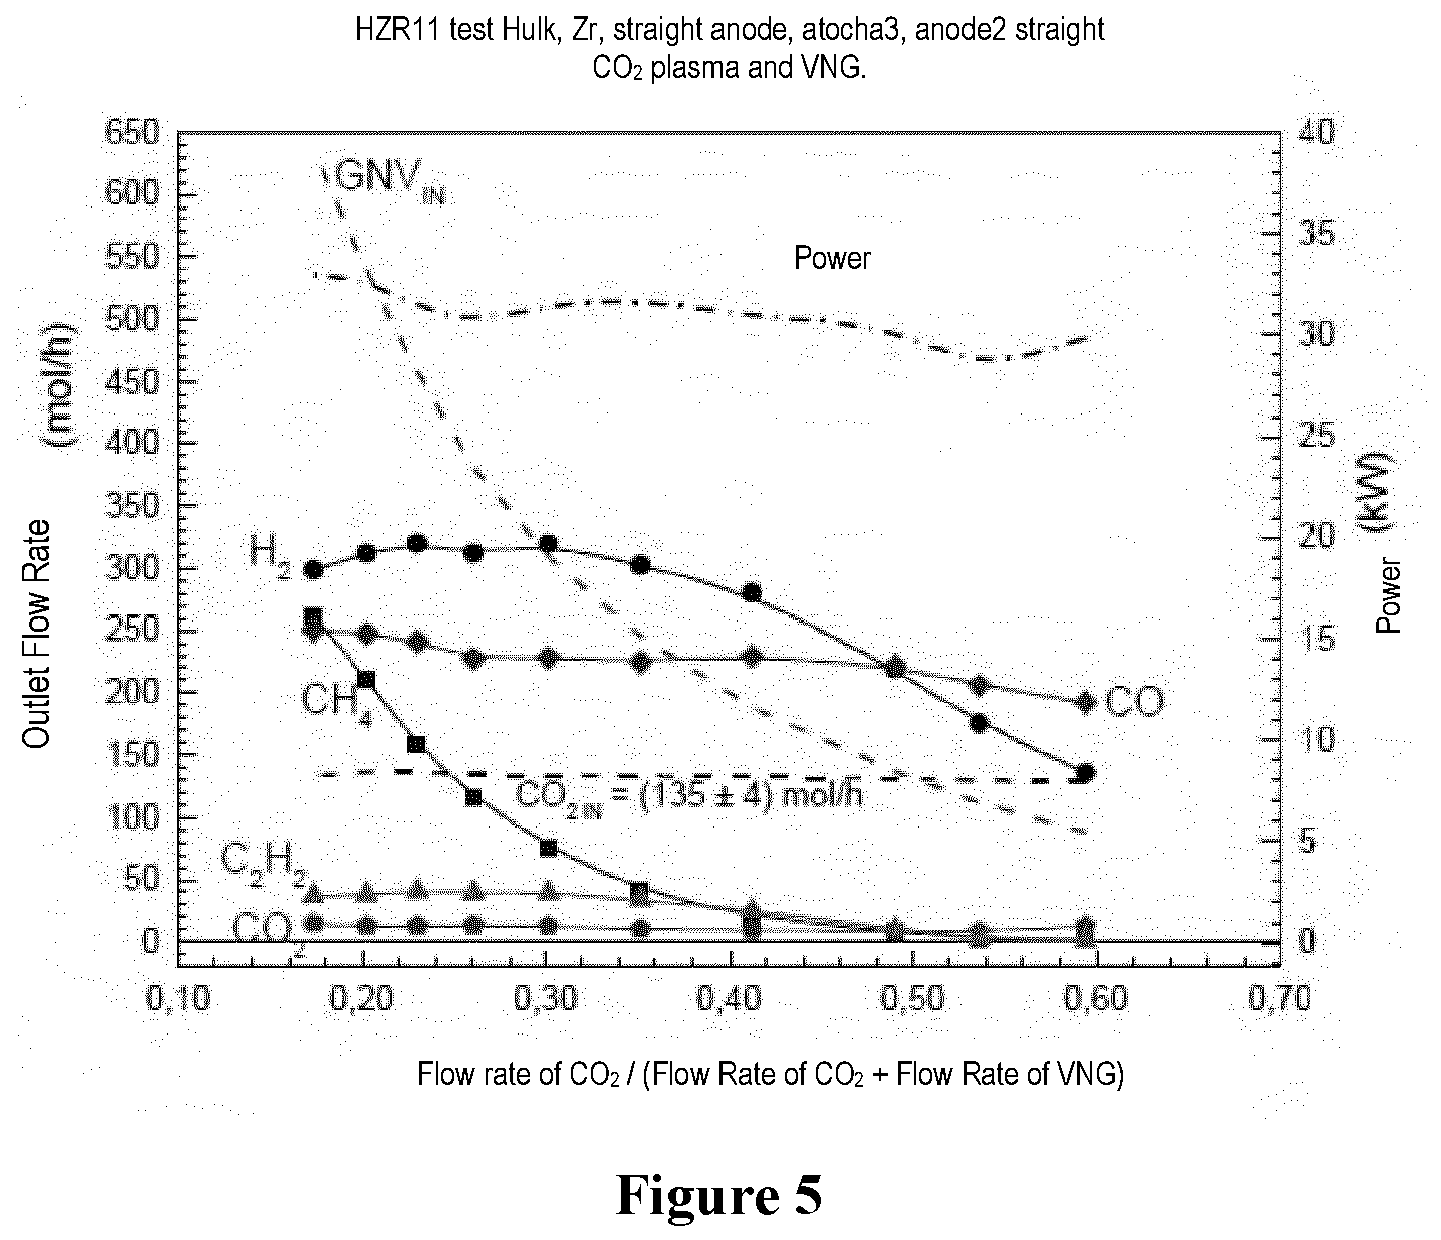 HZR11 test Hulk, Zr, straight anode, atocha3, anode2 straight
CO₂ plasma and VNG.
Outlet Flow Rate (mol/h)
650
600
550
500
450
400
350
300
250
200
150
100
50
0
GNV_IN
Power
H₂
CH₄
CO
CO₂ IN = (135 ± 4) mol/h
C₂H₂
CO₂
40
35
30
25
20
15
10
5
0
Power (kW)
0,10 0,20 0,30 0,40 0,50 0,60 0,70
Flow rate of CO₂ / (Flow Rate of CO₂ + Flow Rate of VNG)
Figure 5